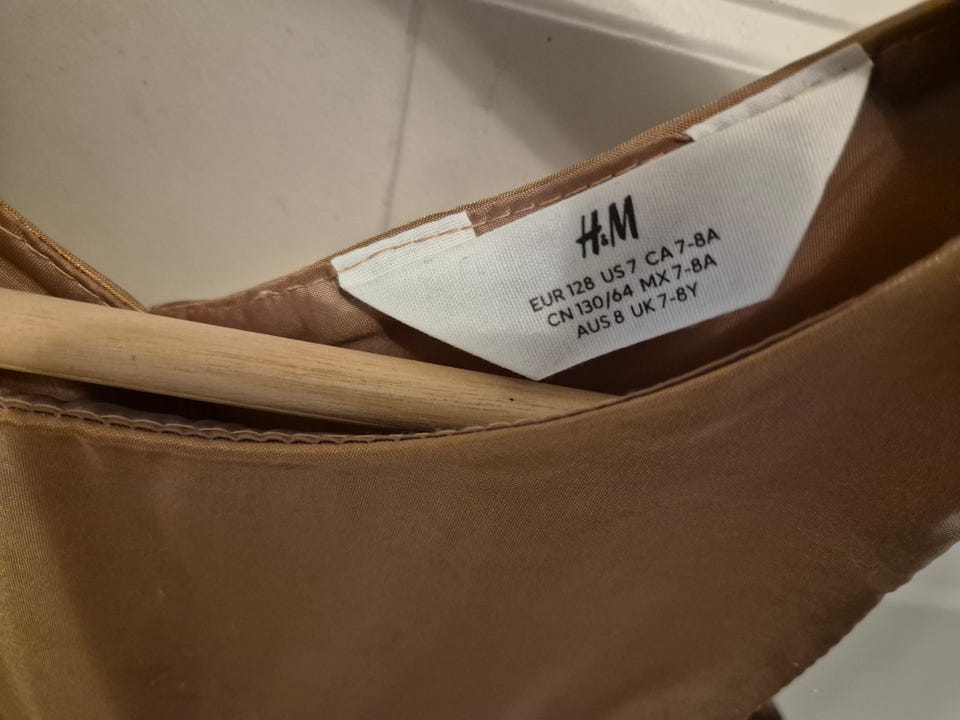 H&M
EUR 128 US 7 CA 7-8A
CN 130/64 MX 7-8A
AUS 8 UK 7-8Y